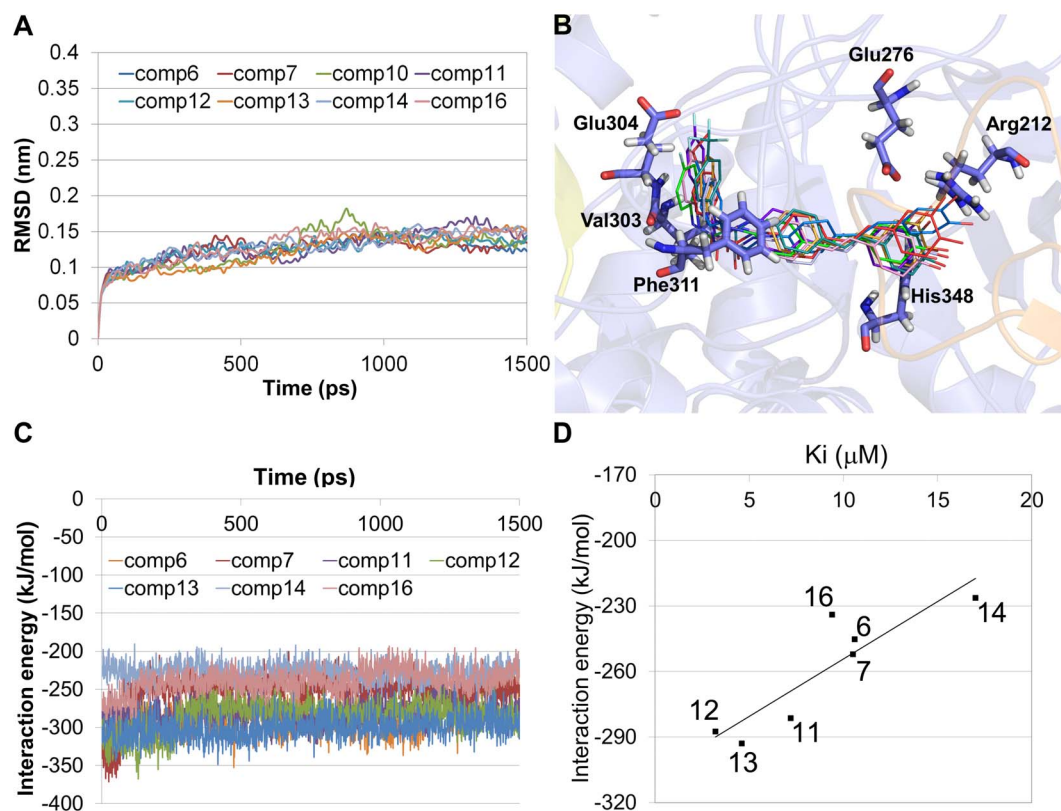 A
RMSD (nm)
0.4
0.35
0.3
0.25
0.2
0.15
0.1
0.05
0
comp6 comp7 comp10 comp11
comp12 comp13 comp14 comp16
0 500 1000 1500
Time (ps)
B
Glu276
Glu304
Arg212
Val303
Phe311
His348
C
Time (ps)
Interaction energy (kJ/mol)
0
-50
-100
-150
-200
-250
-300
-350
-400
0 500 1000 1500
comp6 comp7 comp11 comp12
comp13 comp14 comp16
D
Ki (μM)
Interaction energy (kJ/mol)
-170
-200
-230
-260
-290
-320
0 5 10 15 20
16
6
14
7
12
11
13